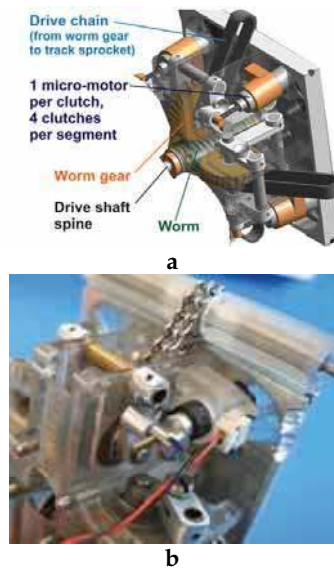 Drive chain
(from worm gear
to track sprocket)
1 micro-motor
per clutch,
4 clutches
per segment
Worm gear
Drive shaft
spine
Worm
a
b